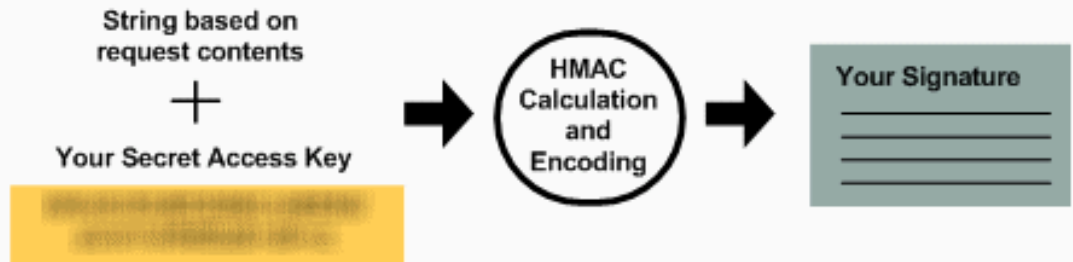 String based on
request contents
+
Your Secret Access Key
HMAC
Calculation
and
Encoding
Your Signature